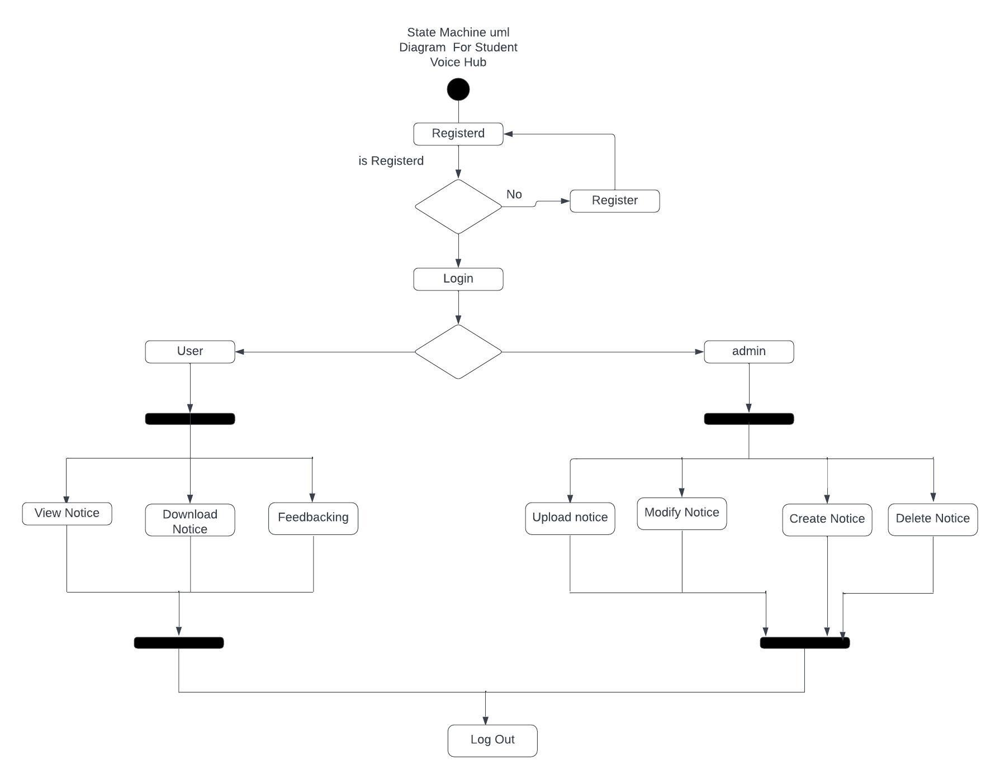 State Machine uml
Diagram  For Student
Voice Hub
Registerd
is Registerd
No
Register
Login
User
admin
View Notice
Download
Notice
Feedbacking
Upload notice
Modify Notice
Create Notice
Delete Notice
Log Out